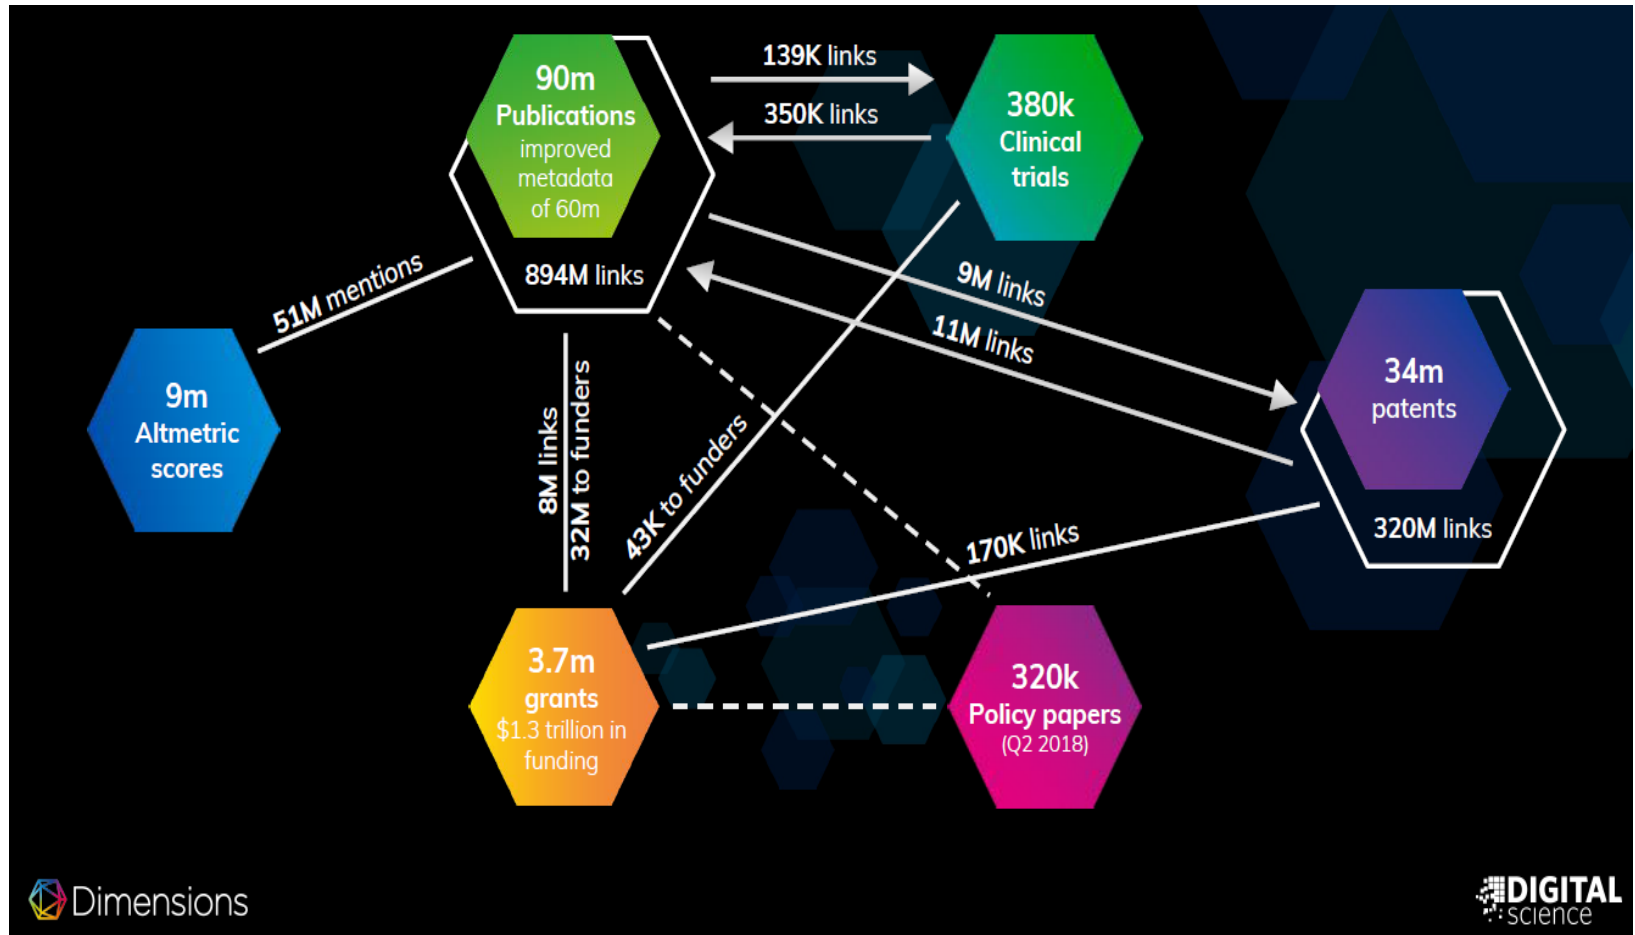 90m
Publications
improved
metadata
of 60m
894M links
139K links
350K links
380k
Clinical
trials
51M mentions
9M links
11M links
9m
Altmetric
scores
34m
patents
320M links
8M links
32M to funders
43K to funders
170K links
3.7m
grants
$1.3 trillion in
funding
320k
Policy papers
(Q2 2018)
Dimensions
DIGITAL
science